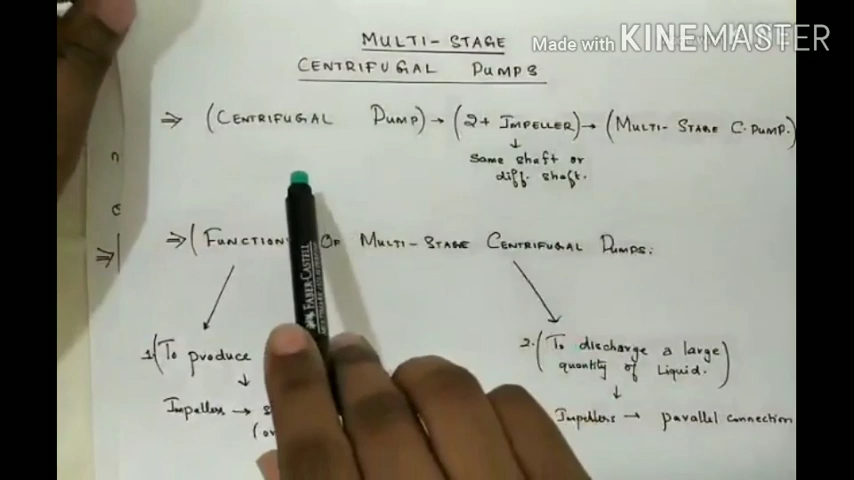 MULTI-STAGE
Made with KINEMASTER
CENTRIFUGAL PUMPS
⇒ (CENTRIFUGAL PUMP) → (2+ IMPELLER) → (MULTI-STAGE C.PUMP.)
↓
same shaft or
diff. shaft.
⇒ (FUNCTION OF MULTI-STAGE CENTRIFUGAL PUMPS.
1. (To produce
2. (To discharge a large
quantity of Liquid.)
↓
↓
Impellers →
(or
Impellers → parallel connection
FABER-CASTELL